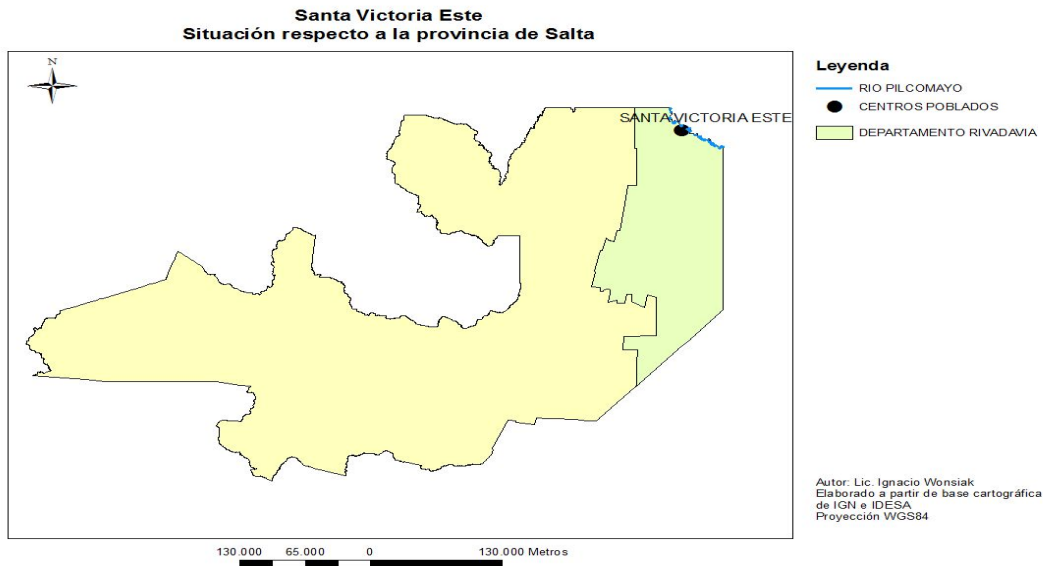 Santa Victoria Este
Situación respecto a la provincia de Salta
N
SANTA VICTORIA ESTE
Leyenda
RIO PILCOMAYO
CENTROS POBLADOS
DEPARTAMENTO RIVADAVIA
Autor: Lic. Ignacio Wonsiak
Elaborado a partir de base cartográfica
de IGN e IDESA
Proyección WGS84
130.000 65.000 0 130.000 Metros